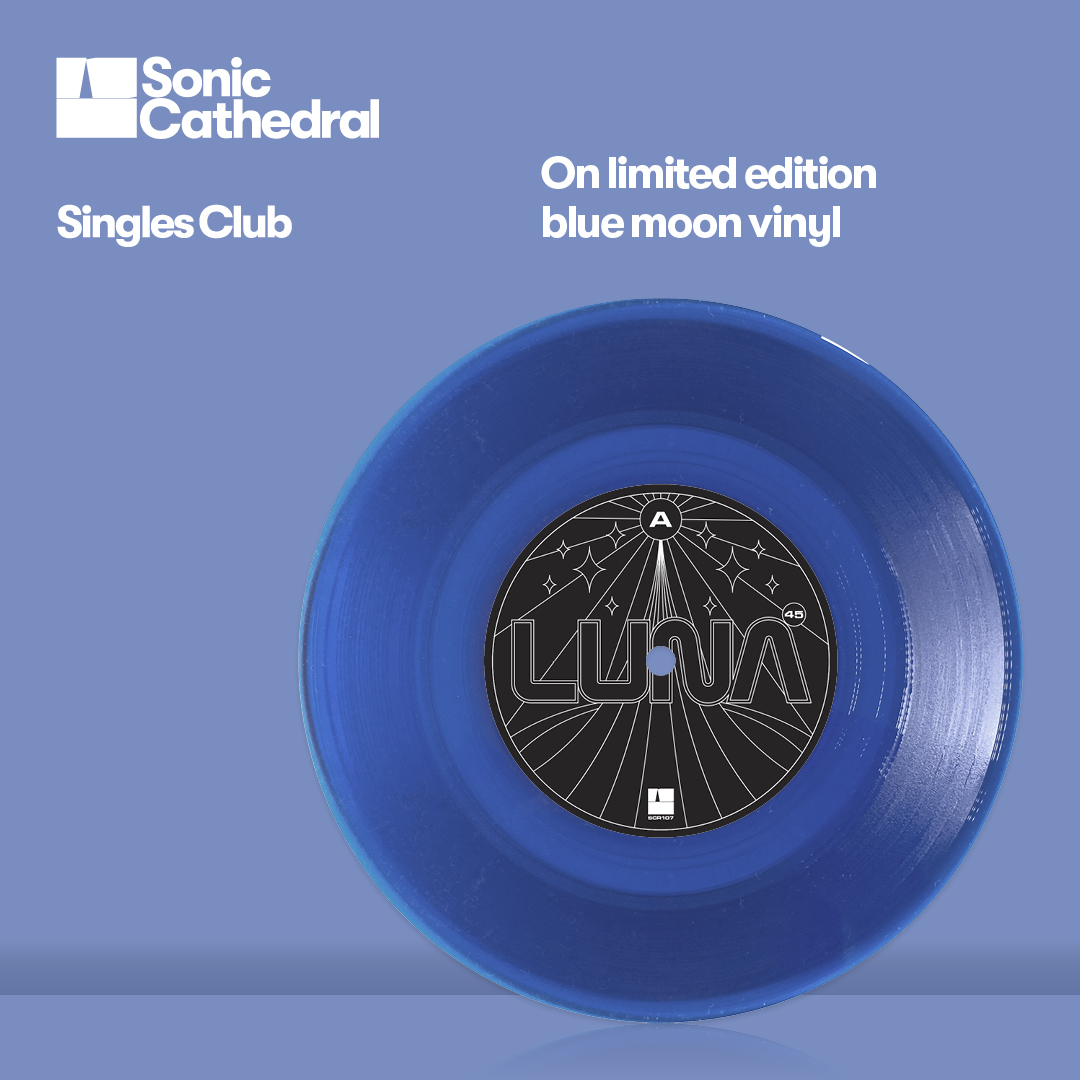 Sonic
Cathedral
Singles Club
On limited edition
blue moon vinyl
A
45
LUNA
SCR107